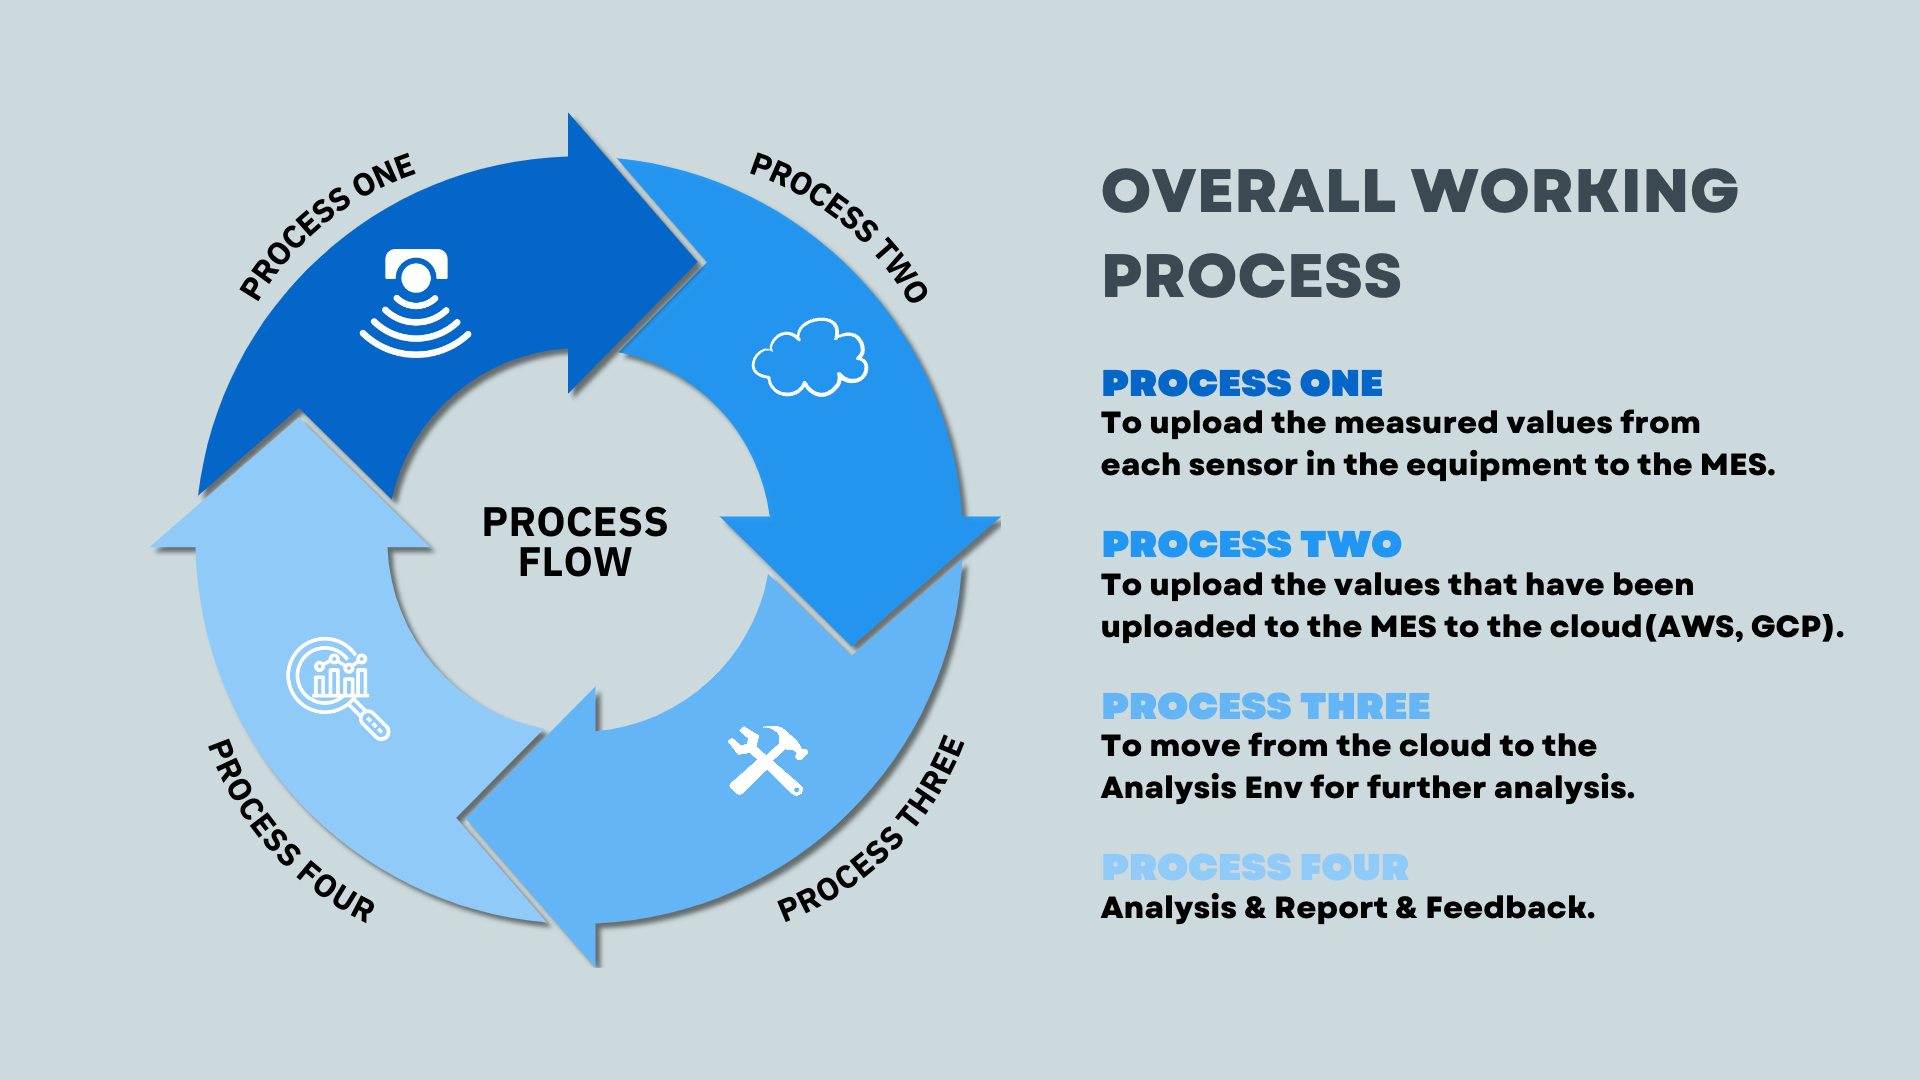 PROCESS ONE
PROCESS TWO
PROCESS
FLOW
PROCESS FOUR
PROCESS THREE
OVERALL WORKING
PROCESS
PROCESS ONE
To upload the measured values from
each sensor in the equipment to the MES.
PROCESS TWO
To upload the values that have been
uploaded to the MES to the cloud(AWS, GCP).
PROCESS THREE
To move from the cloud to the
Analysis Env for further analysis.
PROCESS FOUR
Analysis & Report & Feedback.